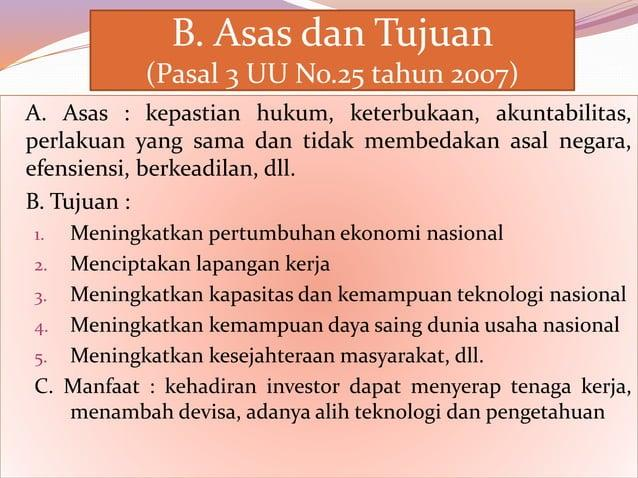 B. Asas dan Tujuan
(Pasal 3 UU No.25 tahun 2007)
A. Asas : kepastian hukum, keterbukaan, akuntabilitas,
perlakuan yang sama dan tidak membedakan asal negara,
efensiensi, berkeadilan, dll.
B. Tujuan :
1. Meningkatkan pertumbuhan ekonomi nasional
2. Menciptakan lapangan kerja
3. Meningkatkan kapasitas dan kemampuan teknologi nasional
4. Meningkatkan kemampuan daya saing dunia usaha nasional
5. Meningkatkan kesejahteraan masyarakat, dll.
C. Manfaat : kehadiran investor dapat menyerap tenaga kerja,
menambah devisa, adanya alih teknologi dan pengetahuan